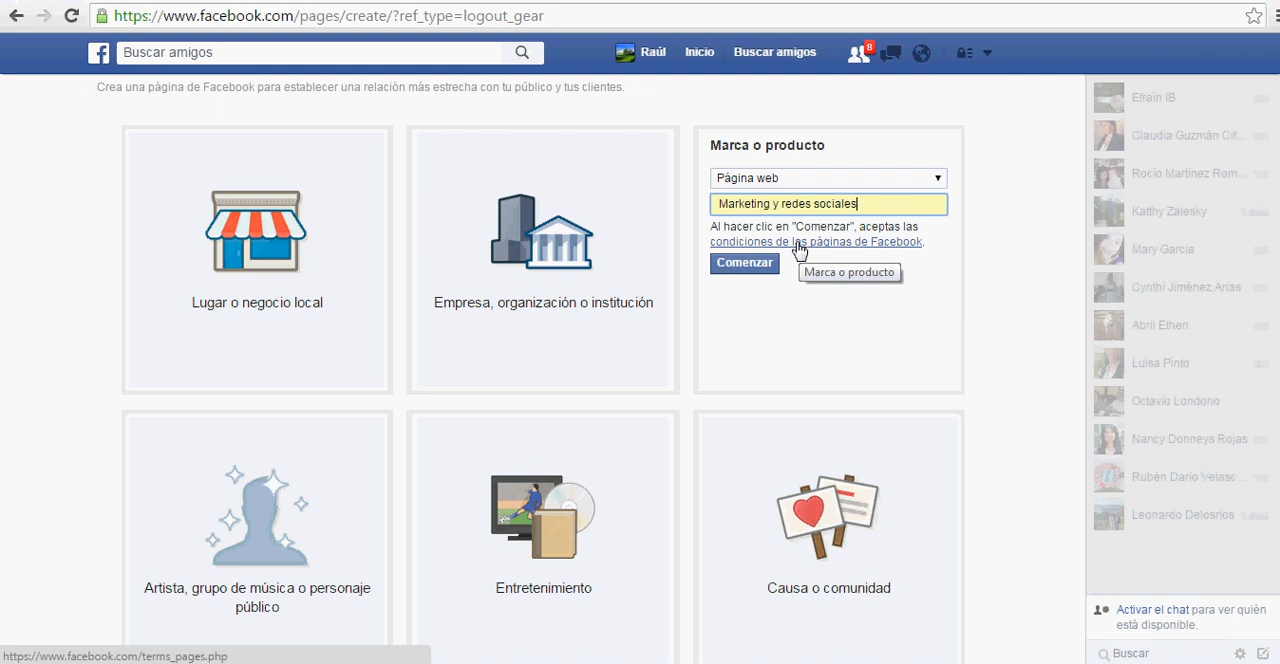 https://www.facebook.com/pages/create/?ref_type=logout_gear
Buscar amigos
Raúl
Inicio
Buscar amigos
8
Crea una página de Facebook para establecer una relación más estrecha con tu público y tus clientes.
Lugar o negocio local
Empresa, organización o institución
Marca o producto
Página web
Marketing y redes sociales
Al hacer clic en "Comenzar", aceptas las
condiciones de las páginas de Facebook.
Comenzar
Marca o producto
Artista, grupo de música o personaje
público
Entretenimiento
Causa o comunidad
Efraín IB
Claudia Guzmán Cif...
Rocío Martínez Rom...
Katthy Zalesky
Mary García
Cynthi Jiménez Arias
Abril Ethen
Luisa Pinto
Octavio Londono
Nancy Donneys Rojas
Rubén Darío Velasc...
Leonardo Delosrios
Activar el chat para ver quién
está disponible.
Buscar
https://www.facebook.com/terms_pages.php